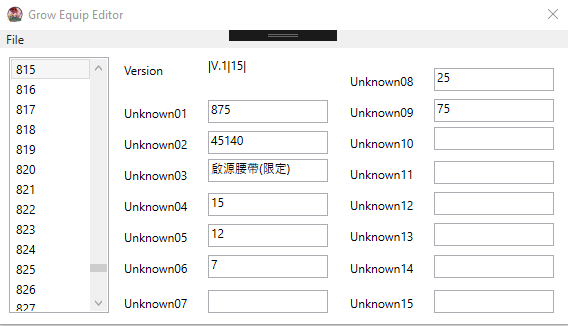 Grow Equip Editor
File
815
816
817
818
819
820
821
822
823
824
825
826
827
Version
|V.1|15|
Unknown01
875
Unknown02
45140
Unknown03
啟源腰帶(限定)
Unknown04
15
Unknown05
12
Unknown06
7
Unknown07
Unknown08
25
Unknown09
75
Unknown10
Unknown11
Unknown12
Unknown13
Unknown14
Unknown15